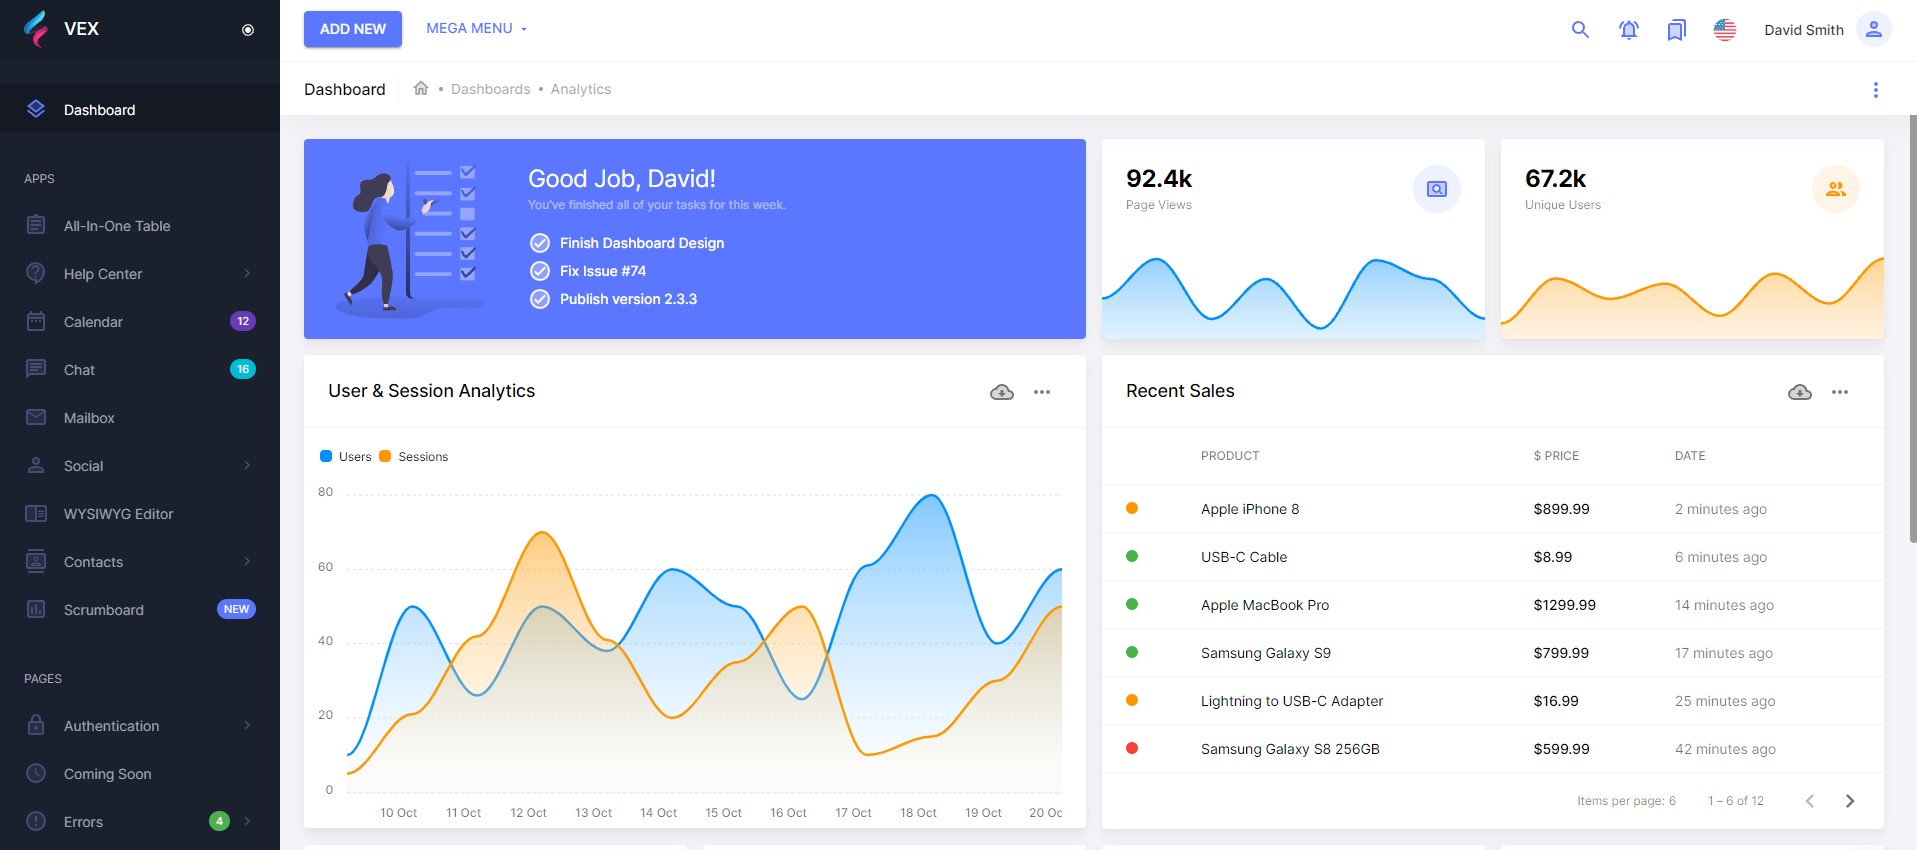 VEX
ADD NEW
MEGA MENU
David Smith
Dashboard
APPS
All-In-One Table
Help Center
Calendar 12
Chat 16
Mailbox
Social
WYSIWYG Editor
Contacts
Scrumboard NEW
PAGES
Authentication
Coming Soon
Errors 4
Dashboard • Dashboards • Analytics
Good Job, David!
You've finished all of your tasks for this week.
Finish Dashboard Design
Fix Issue #74
Publish version 2.3.3
92.4k
Page Views
67.2k
Unique Users
User & Session Analytics
Users Sessions
80
60
40
20
0
10 Oct 11 Oct 12 Oct 13 Oct 14 Oct 15 Oct 16 Oct 17 Oct 18 Oct 19 Oct 20 Oc
Recent Sales
PRODUCT $ PRICE DATE
Apple iPhone 8 $899.99 2 minutes ago
USB-C Cable $8.99 6 minutes ago
Apple MacBook Pro $1299.99 14 minutes ago
Samsung Galaxy S9 $799.99 17 minutes ago
Lightning to USB-C Adapter $16.99 25 minutes ago
Samsung Galaxy S8 256GB $599.99 42 minutes ago
Items per page: 6 1 – 6 of 12